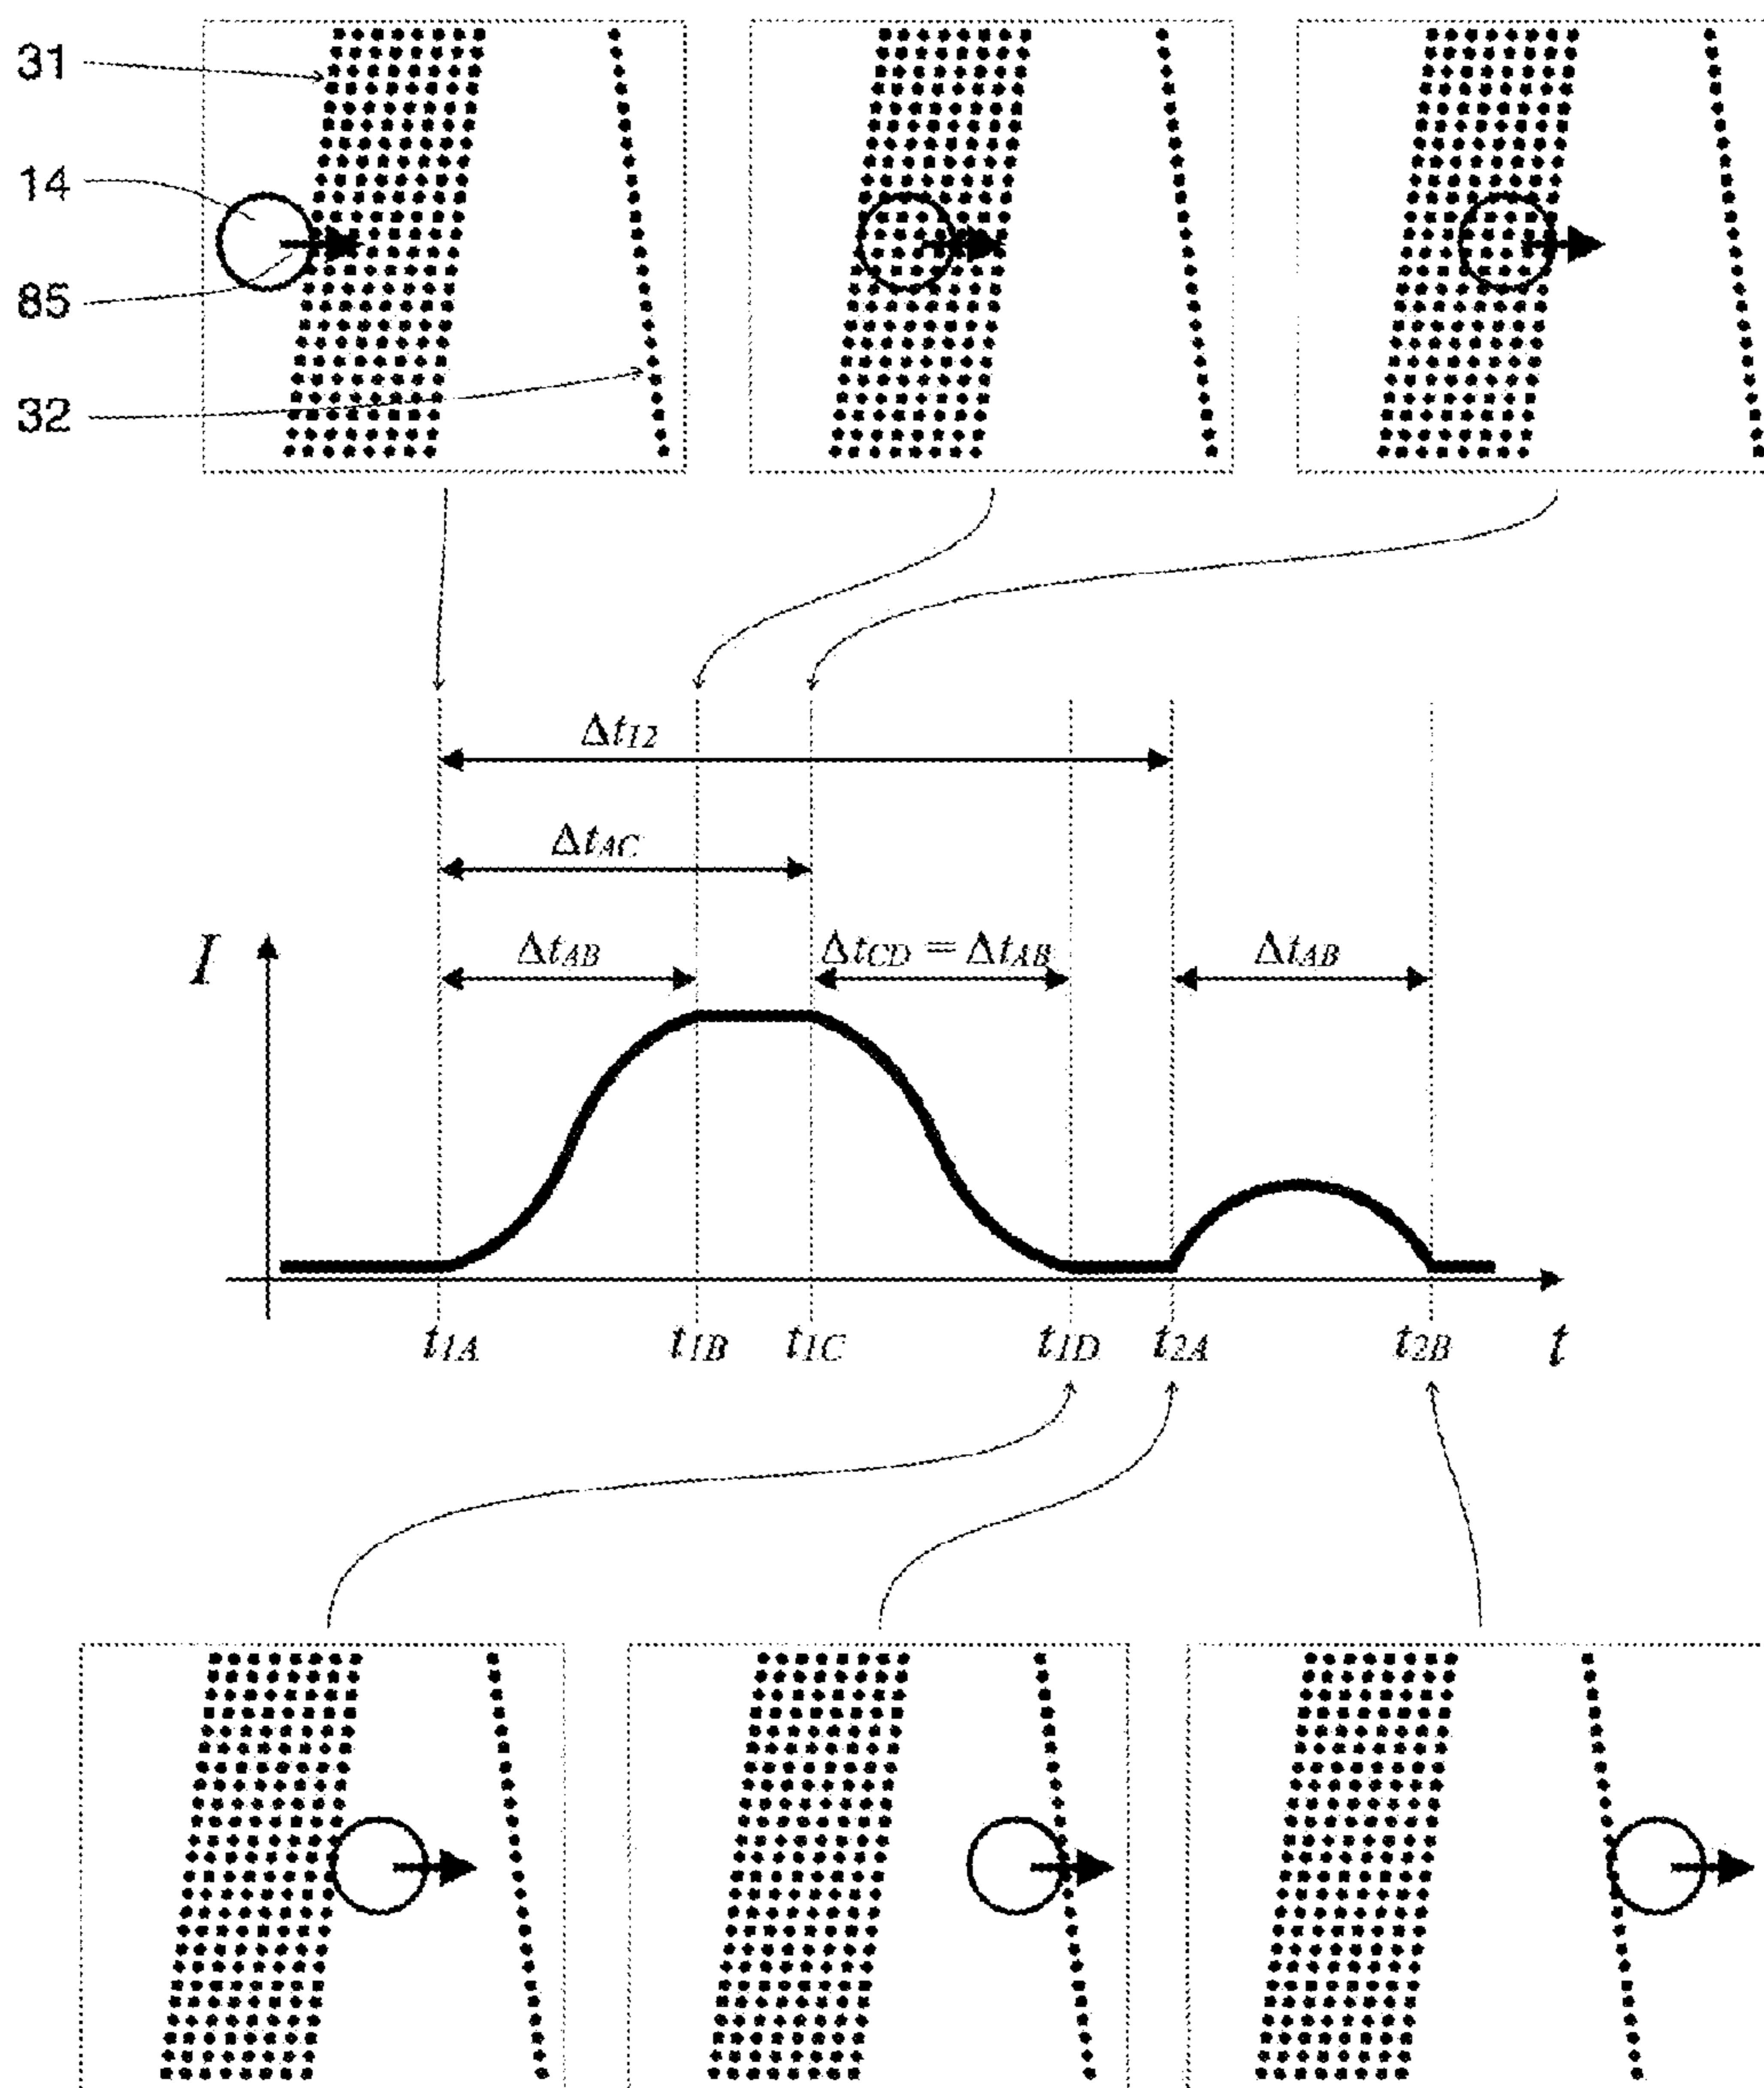 31
14
85
32
Δt12
ΔtAC
I
ΔtAB
ΔtCD = ΔtAB
ΔtAB
t1A
t1B
t1C
t1D
t2A
t2B
t